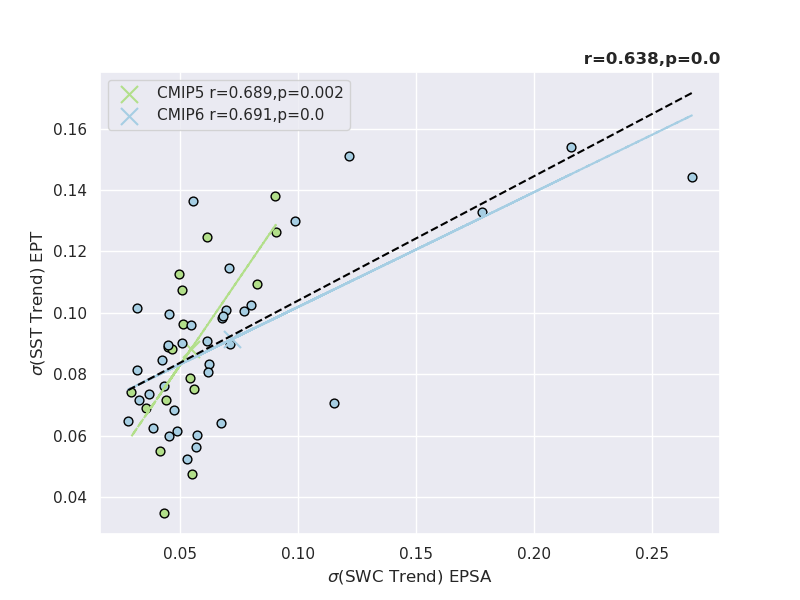 r=0.638,p=0.0
CMIP5 r=0.689,p=0.002
CMIP6 r=0.691,p=0.0
0.16
0.14
0.12
0.10
0.08
0.06
0.04
σ(SST Trend) EPT
0.05 0.10 0.15 0.20 0.25
σ(SWC Trend) EPSA